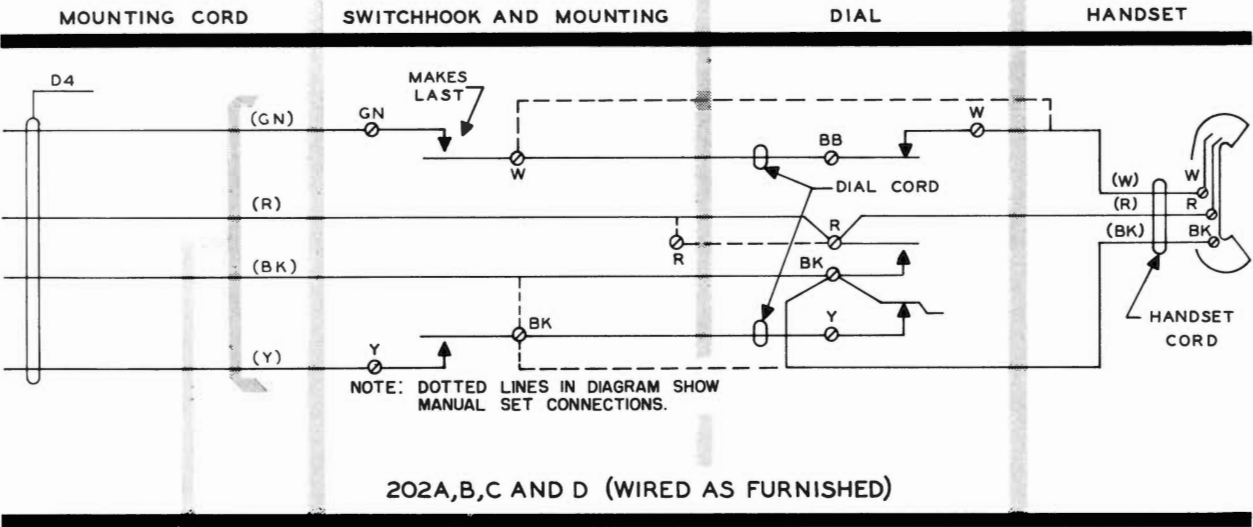 MOUNTING CORD
SWITCHHOOK AND MOUNTING
DIAL
HANDSET
D4
MAKES
LAST
(GN)
GN
W
BB
W
DIAL CORD
(W)
W
(R)
R
(BK)
BK
(R)
R
R
(BK)
BK
BK
Y
(Y)
Y
HANDSET
CORD
NOTE: DOTTED LINES IN DIAGRAM SHOW
MANUAL SET CONNECTIONS.
202A,B,C AND D (WIRED AS FURNISHED)